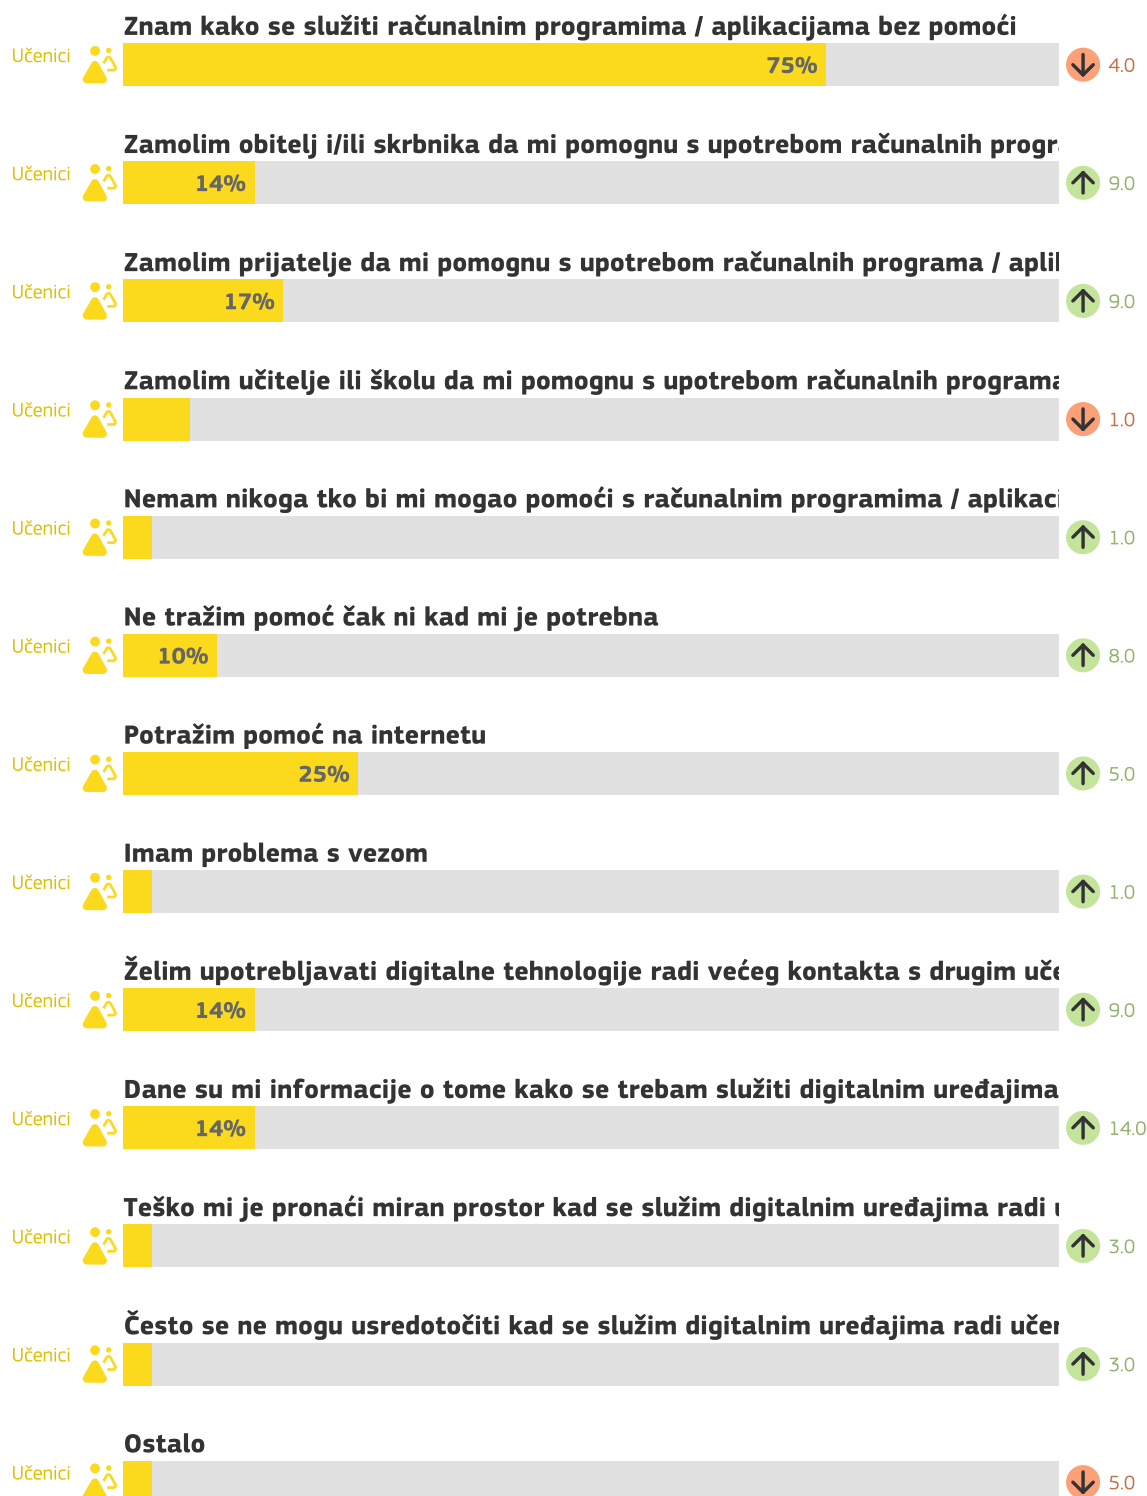 Znam kako se služiti računalnim programima / aplikacijama bez pomoći
Učenici 75% 4.0
Zamolim obitelj i/ili skrbnika da mi pomognu s upotrebom računalnih progr
Učenici 14% 9.0
Zamolim prijatelje da mi pomognu s upotrebom računalnih programa / apli
Učenici 17% 9.0
Zamolim učitelje ili školu da mi pomognu s upotrebom računalnih programa
Učenici 1.0
Nemam nikoga tko bi mi mogao pomoći s računalnim programima / aplikaci
Učenici 1.0
Ne tražim pomoć čak ni kad mi je potrebna
Učenici 10% 8.0
Potražim pomoć na internetu
Učenici 25% 5.0
Imam problema s vezom
Učenici 1.0
Želim upotrebljavati digitalne tehnologije radi većeg kontakta s drugim uče
Učenici 14% 9.0
Dane su mi informacije o tome kako se trebam služiti digitalnim uređajima
Učenici 14% 14.0
Teško mi je pronaći miran prostor kad se služim digitalnim uređajima radi
Učenici 3.0
Često se ne mogu usredotočiti kad se služim digitalnim uređajima radi uče
Učenici 3.0
Ostalo
Učenici 5.0